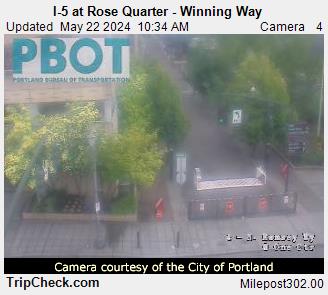 I-5 at Rose Quarter - Winning Way
Updated May 22 2024 10:34 AM Camera 4
PBOT
PORTLAND BUREAU OF TRANSPORTATION
Camera courtesy of the City of Portland
TripCheck.com Milepost302.00